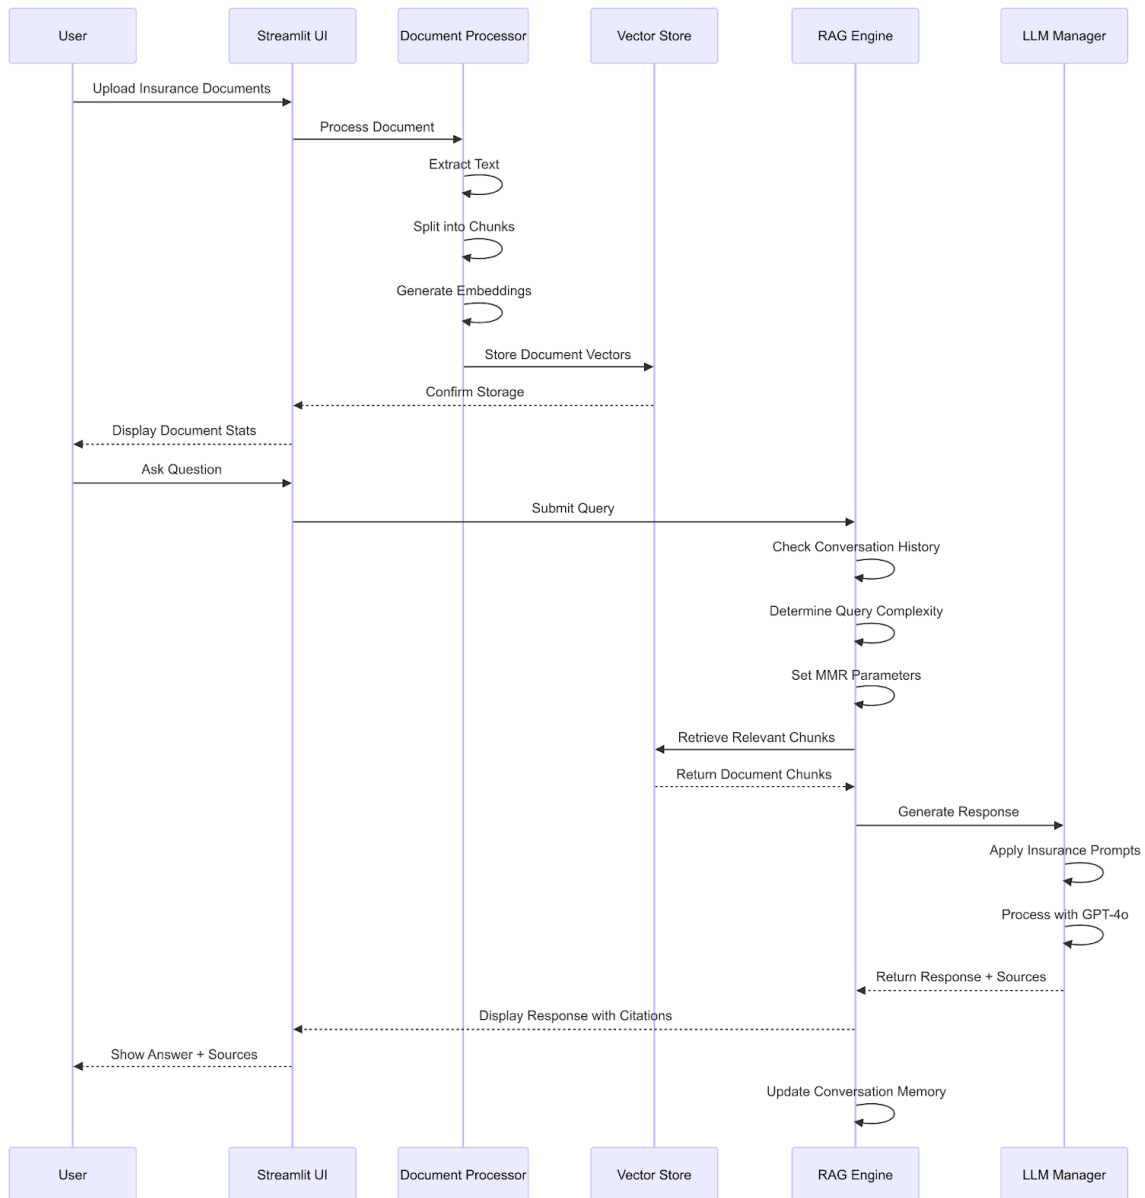 User
Streamlit UI
Document Processor
Vector Store
RAG Engine
LLM Manager
Upload Insurance Documents
Process Document
Extract Text
Split into Chunks
Generate Embeddings
Store Document Vectors
Confirm Storage
Display Document Stats
Ask Question
Submit Query
Check Conversation History
Determine Query Complexity
Set MMR Parameters
Retrieve Relevant Chunks
Return Document Chunks
Generate Response
Apply Insurance Prompts
Process with GPT-4o
Return Response + Sources
Display Response with Citations
Show Answer + Sources
Update Conversation Memory
User
Streamlit UI
Document Processor
Vector Store
RAG Engine
LLM Manager